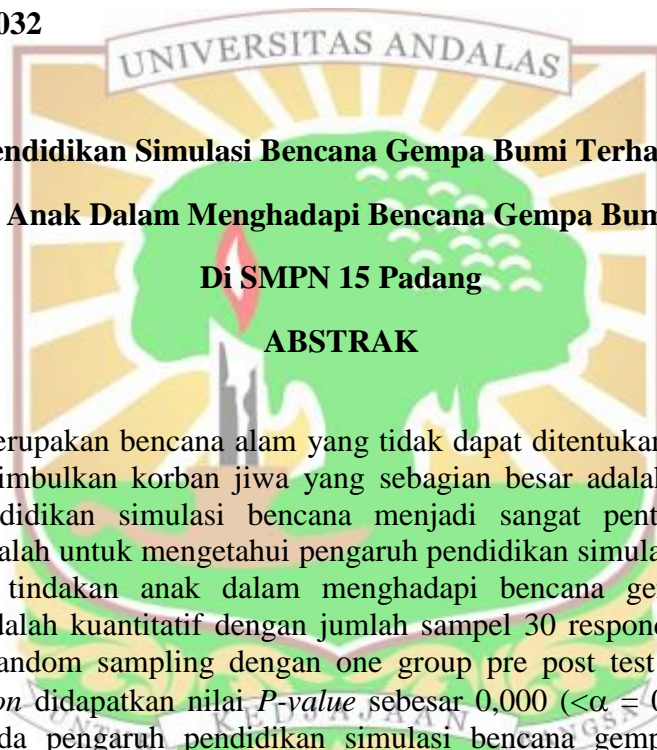 032
UNIVERSITAS ANDALAS
endidikan Simulasi Bencana Gempa Bumi Terha
Anak Dalam Menghadapi Bencana Gempa Bum
Di SMPN 15 Padang
ABSTRAK
erupakan bencana alam yang tidak dapat ditentukan
imbulkan korban jiwa yang sebagian besar adalah
didikan simulasi bencana menjadi sangat pent
alah untuk mengetahui pengaruh pendidikan simula
tindakan anak dalam menghadapi bencana ge
dalah kuantitatif dengan jumlah sampel 30 respond
andom sampling dengan one group pre post test
on didapatkan nilai P-value sebesar 0,000 (<α = 0
da pengaruh pendidikan simulasi bencana gemp